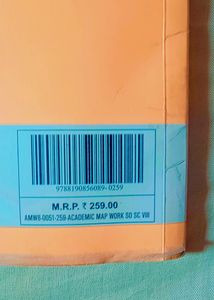 9788190856089-0259
M.R.P. ₹ 259.00
AMW8-0051-259-ACADEMIC MAP WORK SO SC VIII